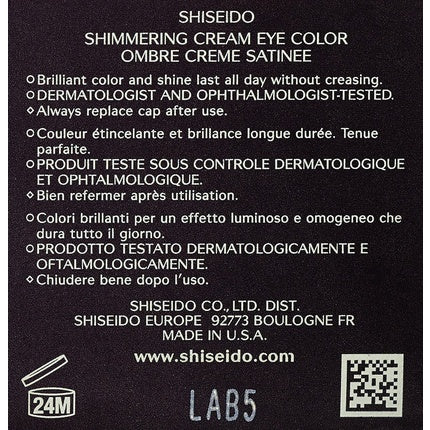 SHISEIDO
SHIMMERING CREAM EYE COLOR
OMBRE CREME SATINEE
○Brilliant color and shine last all day without creasing.
○DERMATOLOGIST AND OPHTHALMOLOGIST-TESTED.
◇Always replace cap after use.
○Couleur étincelante et brillance longue durée. Tenue
parfaite.
○PRODUIT TESTE SOUS CONTROLE DERMATOLOGIQUE
ET OPHTALMOLOGIQUE.
◇Bien refermer après utilisation.
○Colori brillanti per un effetto luminoso e omogeneo che
dura tutto il giorno.
○PRODOTTO TESTATO DERMATOLOGICAMENTE E
OFTALMOLOGICAMENTE.
◇Chiudere bene dopo l'uso.
SHISEIDO CO.,LTD. DIST.
SHISEIDO EUROPE 92773 BOULOGNE FR
MADE IN U.S.A.
www.shiseido.com
24M
LAB5